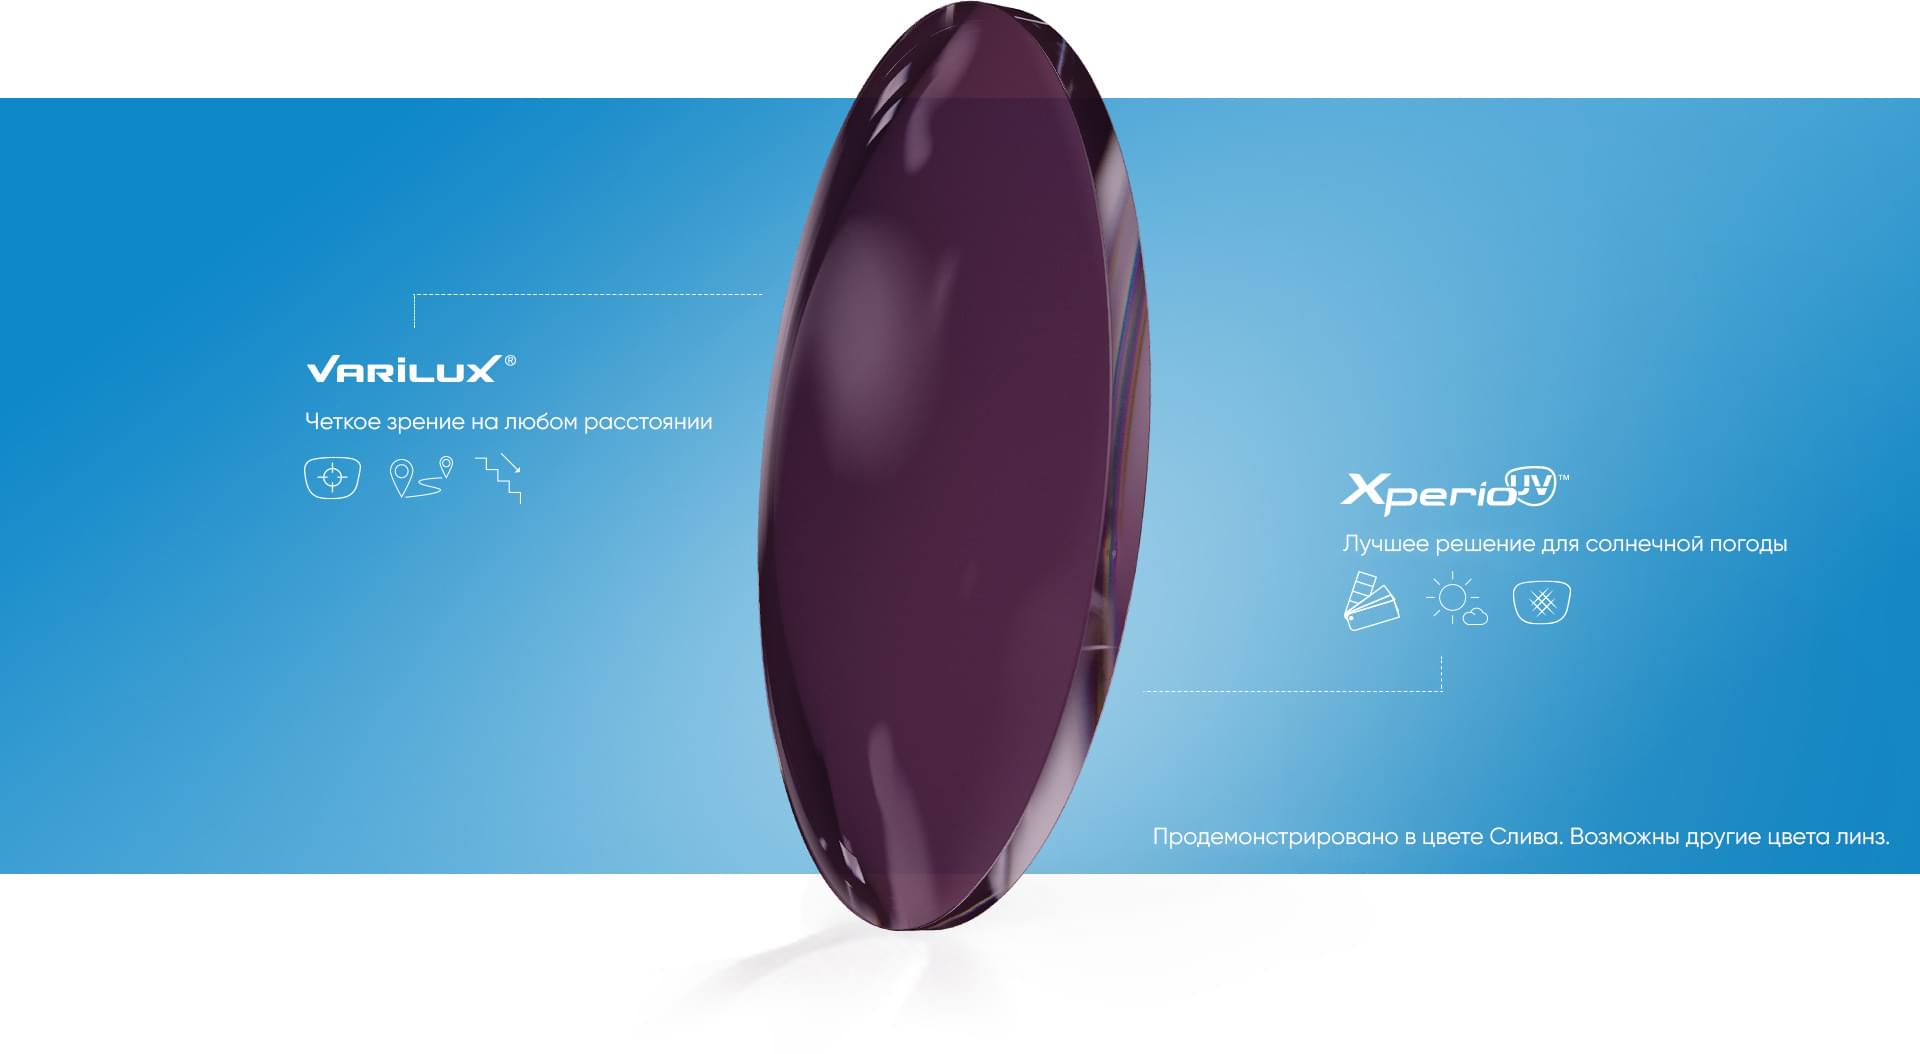 VARILUX®
Четкое зрение на любом расстоянии
Xperio UV™
Лучшее решение для солнечной погоды
Продемонстрировано в цвете Слива. Возможны другие цвета линз.